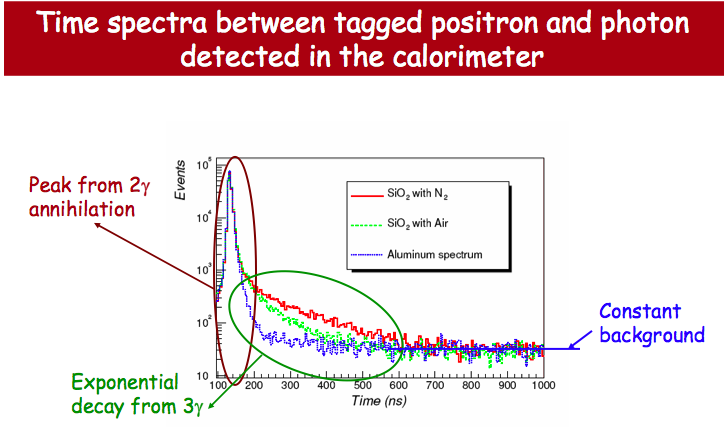 Time spectra between tagged positron and photon
detected in the calorimeter
Peak from 2γ
annihilation
Events
10⁵
10⁴
10³
10²
10
SiO₂ with N₂
SiO₂ with Air
Aluminum spectrum
Constant
background
Exponential
decay from 3γ
100 200 300 400 500 600 700 800 900 1000
Time (ns)